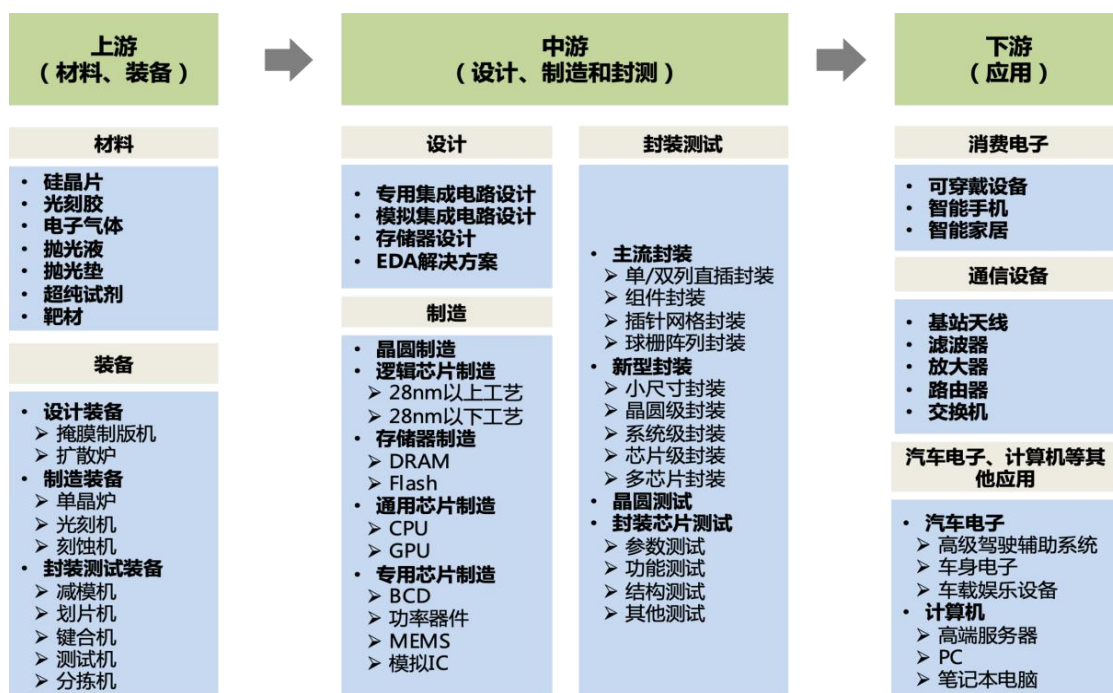 上游
（材料、装备）
中游
（设计、制造和封测）
下游
（应用）
材料
• 硅晶片
• 光刻胶
• 电子气体
• 抛光液
• 抛光垫
• 超纯试剂
• 靶材
装备
• 设计装备
➢ 掩膜制版机
➢ 扩散炉
• 制造装备
➢ 单晶炉
➢ 光刻机
➢ 刻蚀机
• 封装测试装备
➢ 减模机
➢ 划片机
➢ 键合机
➢ 测试机
➢ 分拣机
设计
• 专用集成电路设计
• 模拟集成电路设计
• 存储器设计
• EDA解决方案
制造
• 晶圆制造
• 逻辑芯片制造
➢ 28nm以上工艺
➢ 28nm以下工艺
• 存储器制造
➢ DRAM
➢ Flash
• 通用芯片制造
➢ CPU
➢ GPU
• 专用芯片制造
➢ BCD
➢ 功率器件
➢ MEMS
➢ 模拟IC
封装测试
• 主流封装
➢ 单/双列直插封装
➢ 组件封装
➢ 插针网格封装
➢ 球栅阵列封装
• 新型封装
➢ 小尺寸封装
➢ 晶圆级封装
➢ 系统级封装
➢ 芯片级封装
➢ 多芯片封装
• 晶圆测试
• 封装芯片测试
➢ 参数测试
➢ 功能测试
➢ 结构测试
➢ 其他测试
消费电子
• 可穿戴设备
• 智能手机
• 智能家居
通信设备
• 基站天线
• 滤波器
• 放大器
• 路由器
• 交换机
汽车电子、计算机等其
他应用
• 汽车电子
➢ 高级驾驶辅助系统
➢ 车身电子
➢ 车载娱乐设备
• 计算机
➢ 高端服务器
➢ PC
➢ 笔记本电脑